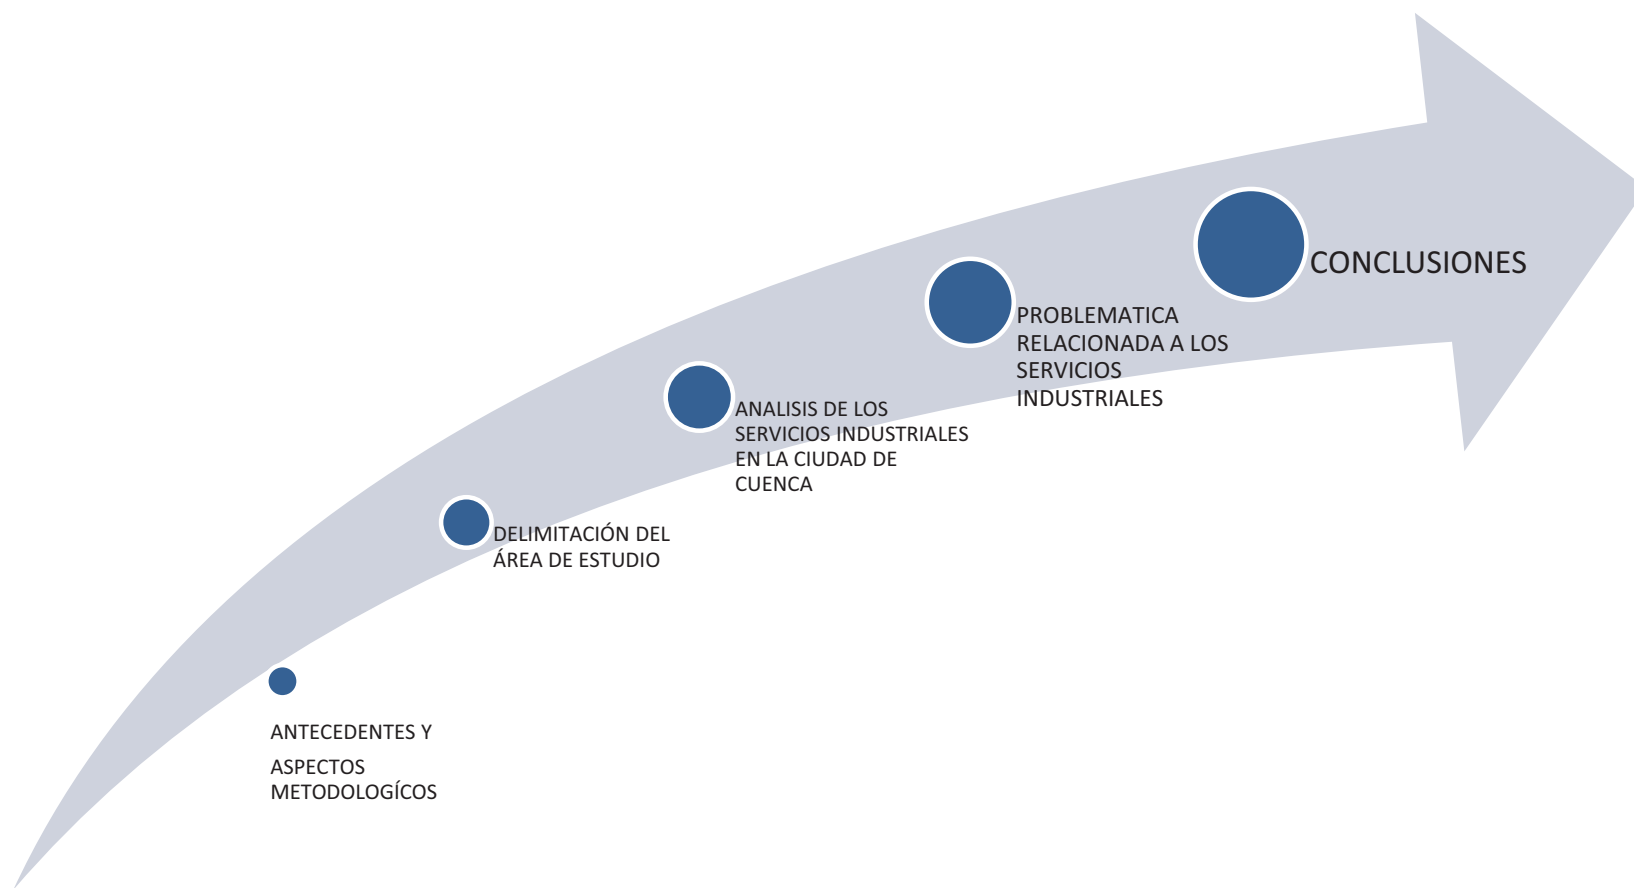 ANTECEDENTES Y
ASPECTOS
METODOLOGÍCOS
DELIMITACIÓN DEL
ÁREA DE ESTUDIO
ANALISIS DE LOS
SERVICIOS INDUSTRIALES
EN LA CIUDAD DE
CUENCA
PROBLEMATICA
RELACIONADA A LOS
SERVICIOS
INDUSTRIALES
CONCLUSIONES